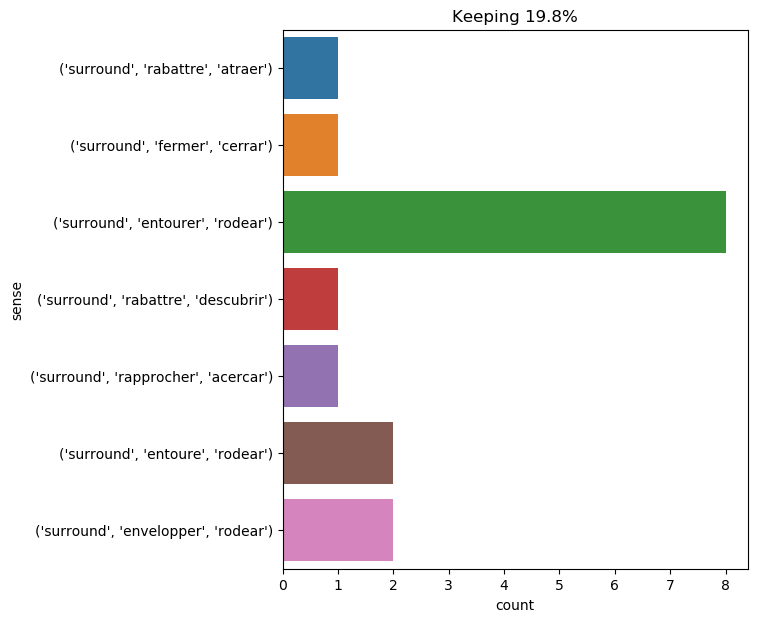 Keeping 19.8%
('surround', 'rabattre', 'atraer')
('surround', 'fermer', 'cerrar')
('surround', 'entourer', 'rodear')
('surround', 'rabattre', 'descubrir')
('surround', 'rapprocher', 'acercar')
('surround', 'entoure', 'rodear')
('surround', 'envelopper', 'rodear')
sense
0 1 2 3 4 5 6 7 8
count